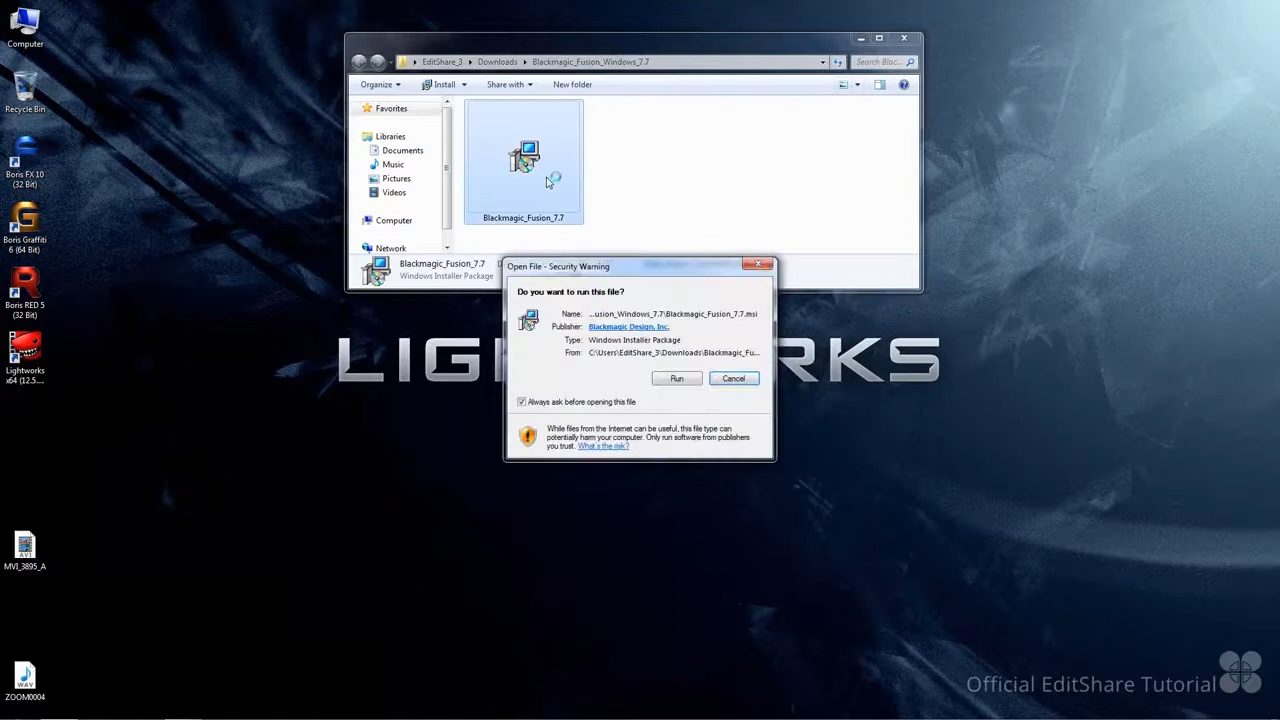 Computer
Recycle Bin
Boris FX 10
(32 Bit)
Boris Graffiti
6 (64 Bit)
Boris RED 5
(32 Bit)
Lightworks
x64 (12.5....
MVI_3895_A
ZOOM0004
EditShare_3
Downloads
Blackmagic_Fusion_Windows_7.7
Search Blac...
Organize
Install
Share with
New folder
Favorites
Libraries
Documents
Music
Pictures
Videos
Computer
Network
Blackmagic_Fusion_7.7
Blackmagic_Fusion_7.7
Windows Installer Package
Open File - Security Warning
Do you want to run this file?
Name: ...usion_Windows_7.7\Blackmagic_Fusion_7.7.msi
Publisher: Blackmagic Design, Inc.
Type: Windows Installer Package
From: C:\Users\EditShare_3\Downloads\Blackmagic_Fu...
Run
Cancel
Always ask before opening this file
While files from the Internet can be useful, this file type can
potentially harm your computer. Only run software from publishers
you trust. What's the risk?
Official EditShare Tutorial